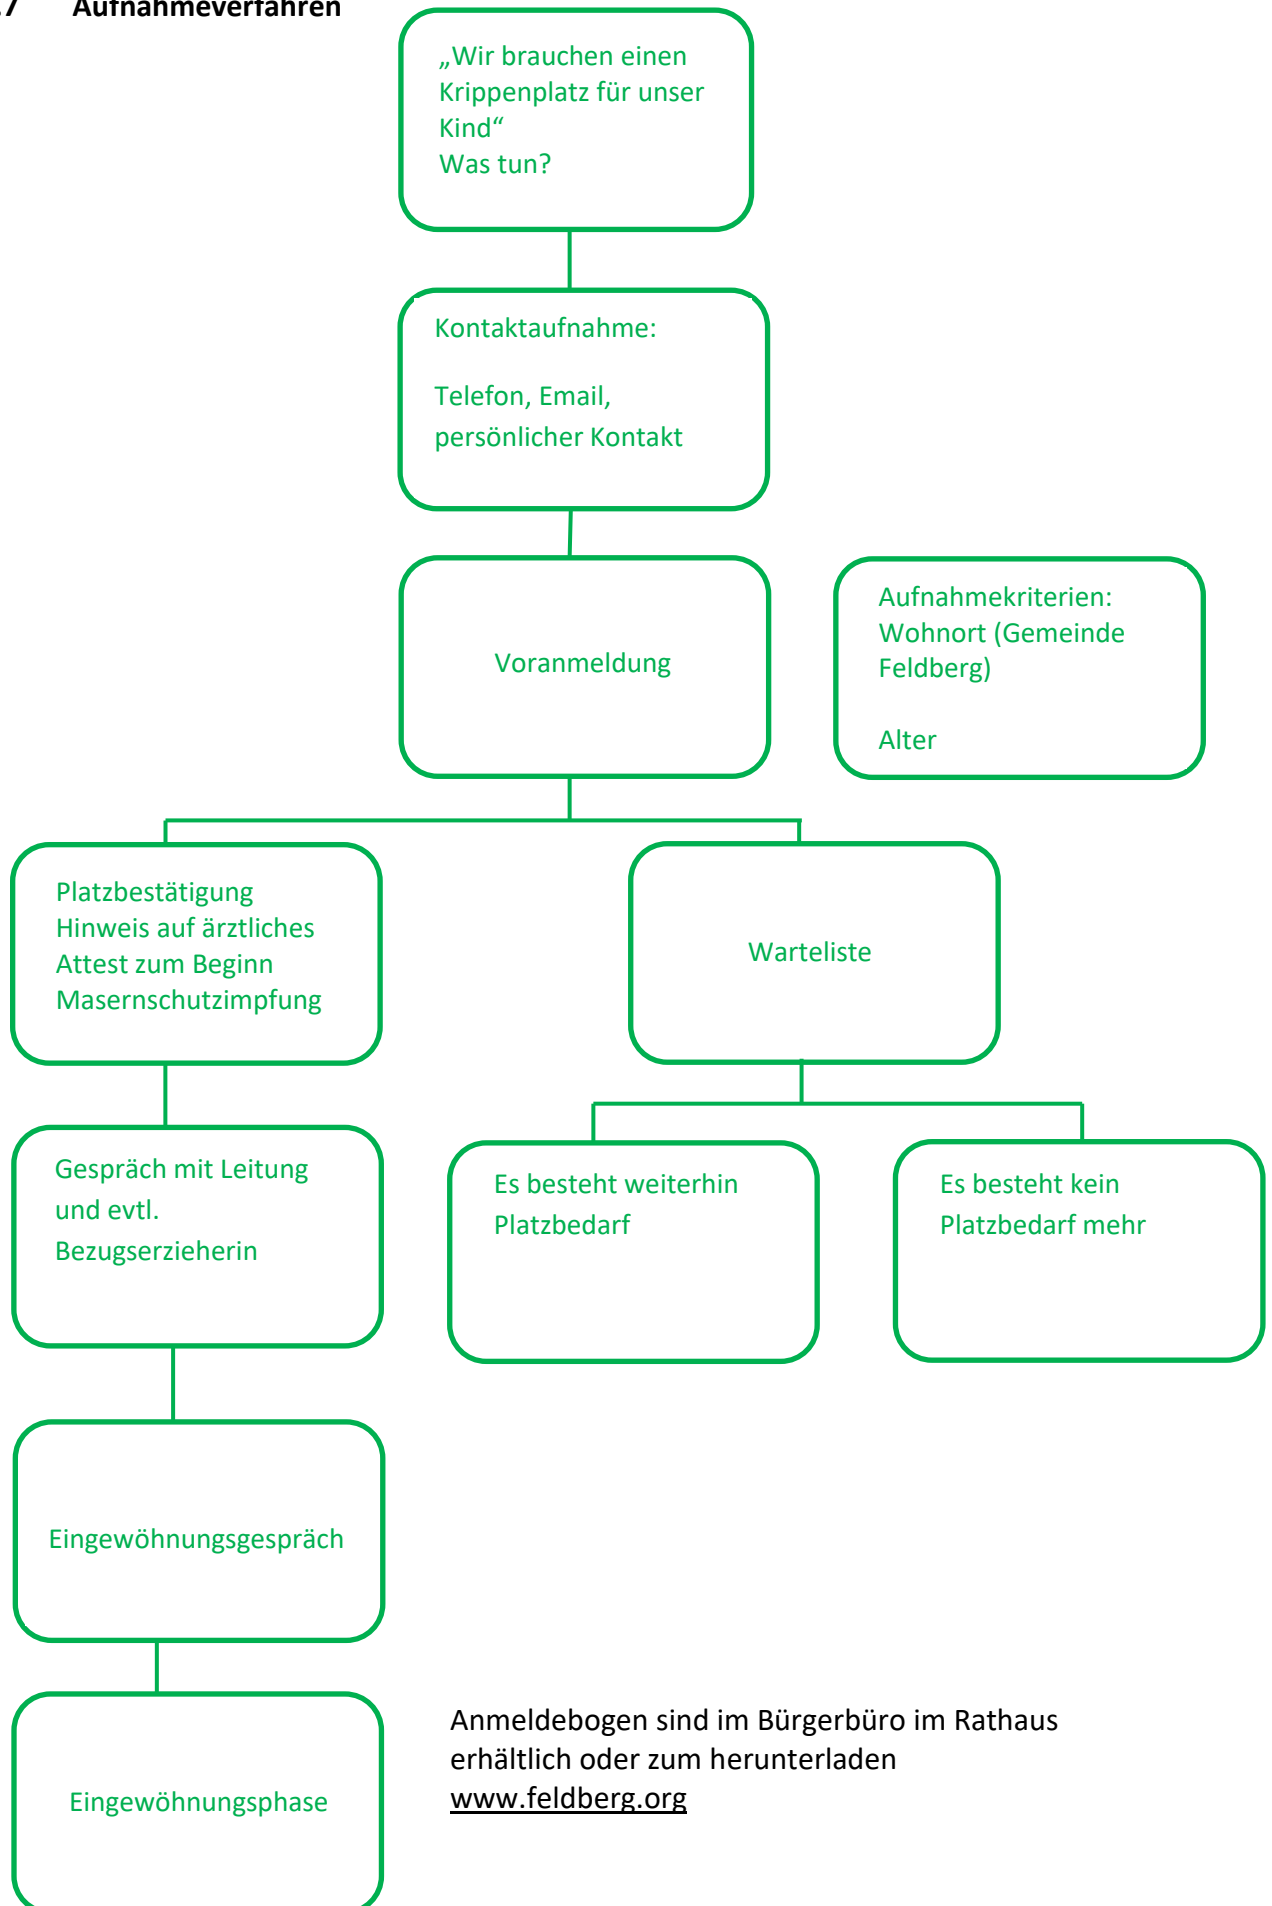 .7 Aufnahmeverfahren
„Wir brauchen einen
Krippenplatz für unser
Kind“
Was tun?
Kontaktaufnahme:
Telefon, Email,
persönlicher Kontakt
Voranmeldung
Aufnahmekriterien:
Wohnort (Gemeinde
Feldberg)
Alter
Platzbestätigung
Hinweis auf ärztliches
Attest zum Beginn
Masernschutzimpfung
Warteliste
Gespräch mit Leitung
und evtl.
Bezugserzieherin
Es besteht weiterhin
Platzbedarf
Es besteht kein
Platzbedarf mehr
Eingewöhnungsgespräch
Eingewöhnungsphase
Anmeldebogen sind im Bürgerbüro im Rathaus
erhältlich oder zum herunterladen
www.feldberg.org